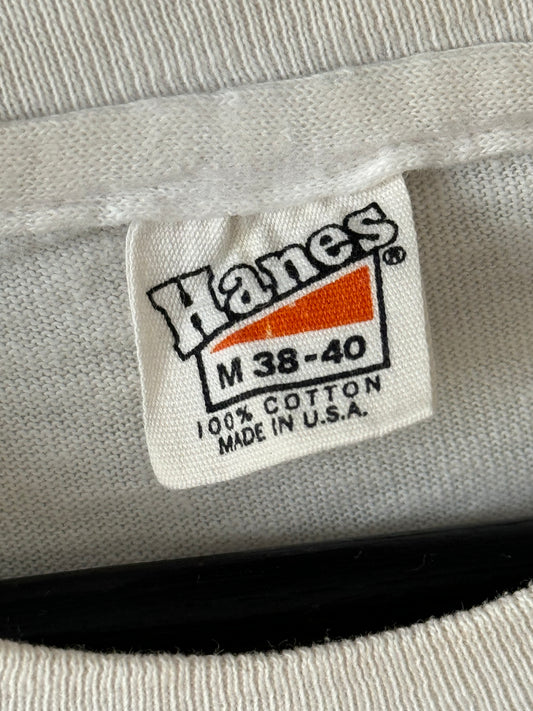 Hanes®
M 38-40
100% COTTON
MADE IN U.S.A.